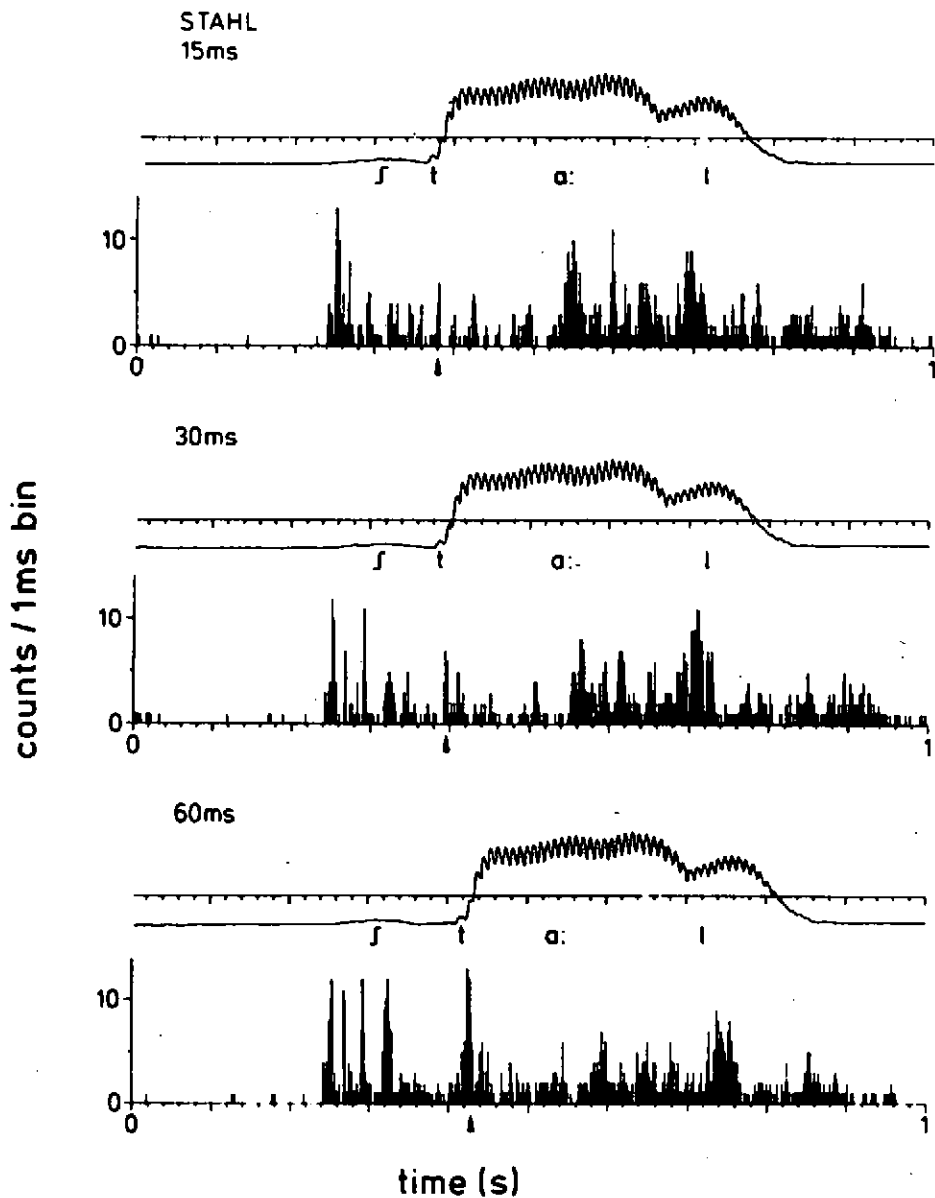 STAHL
15ms
ʃ t a: l
10
0
0 1
30ms
ʃ t a:. l
10
0
0 1
60ms
ʃ t a: l
10
0
0 1
counts / 1ms bin
time (s)